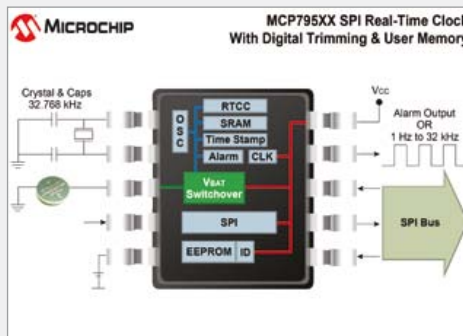 MICROCHIP
MCP795XX SPI Real-Time Clock
With Digital Trimming & User Memory
Crystal & Caps
32.768 kHz
OSC
RTCC
SRAM
Time Stamp
Alarm
CLK
VBAT
Switchover
SPI
EEPROM
ID
Vcc
Alarm Output
OR
1 Hz to 32 kHz
SPI Bus